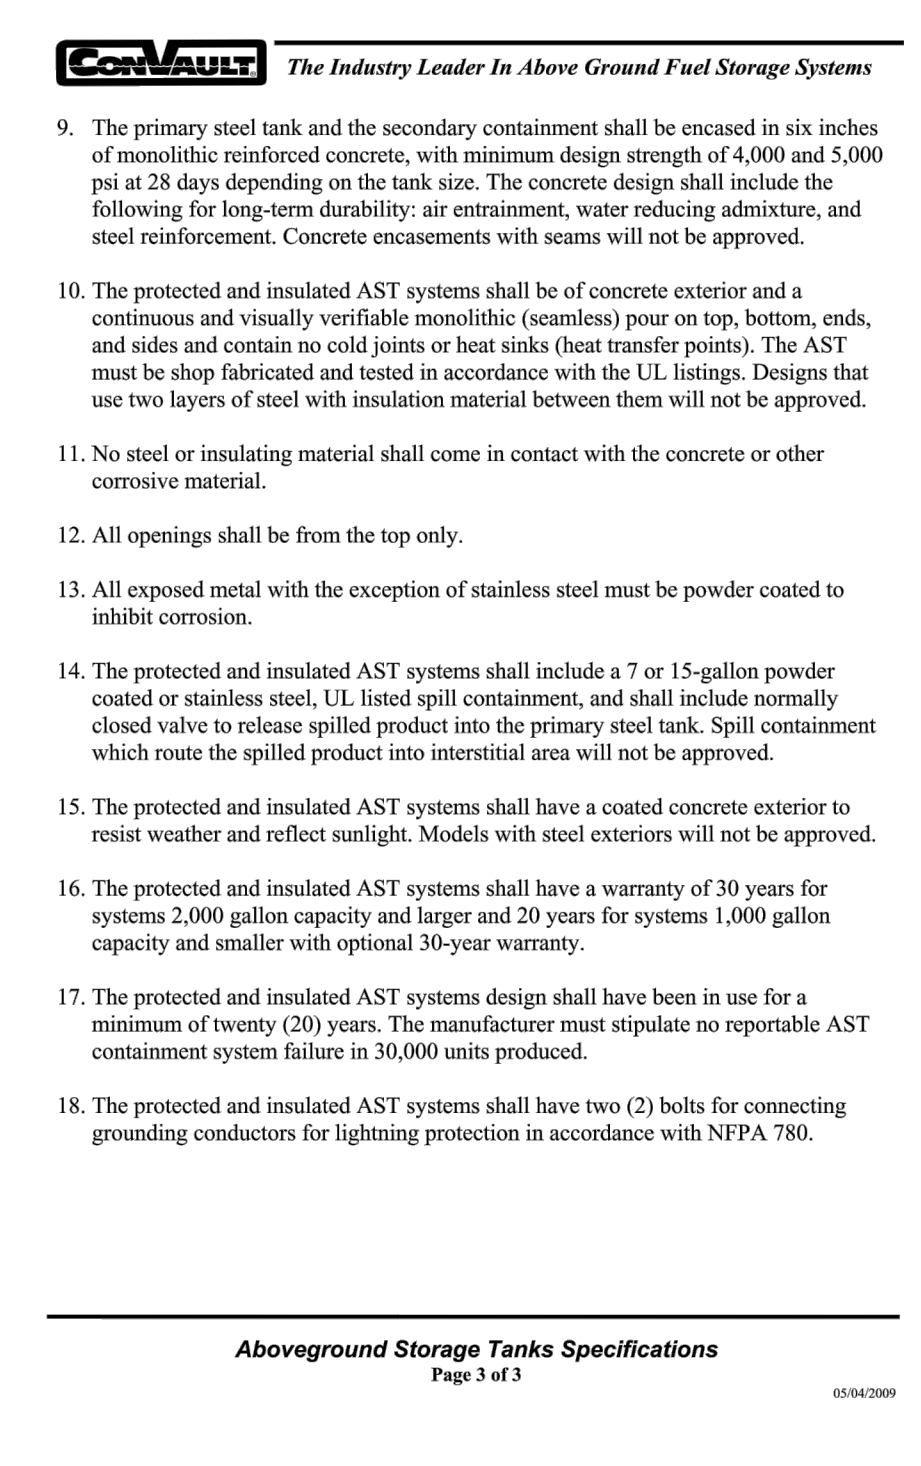 CONVAULT®
The Industry Leader In Above Ground Fuel Storage Systems
9. The primary steel tank and the secondary containment shall be encased in six inches
of monolithic reinforced concrete, with minimum design strength of 4,000 and 5,000
psi at 28 days depending on the tank size. The concrete design shall include the
following for long-term durability: air entrainment, water reducing admixture, and
steel reinforcement. Concrete encasements with seams will not be approved.
10. The protected and insulated AST systems shall be of concrete exterior and a
continuous and visually verifiable monolithic (seamless) pour on top, bottom, ends,
and sides and contain no cold joints or heat sinks (heat transfer points). The AST
must be shop fabricated and tested in accordance with the UL listings. Designs that
use two layers of steel with insulation material between them will not be approved.
11. No steel or insulating material shall come in contact with the concrete or other
corrosive material.
12. All openings shall be from the top only.
13. All exposed metal with the exception of stainless steel must be powder coated to
inhibit corrosion.
14. The protected and insulated AST systems shall include a 7 or 15-gallon powder
coated or stainless steel, UL listed spill containment, and shall include normally
closed valve to release spilled product into the primary steel tank. Spill containment
which route the spilled product into interstitial area will not be approved.
15. The protected and insulated AST systems shall have a coated concrete exterior to
resist weather and reflect sunlight. Models with steel exteriors will not be approved.
16. The protected and insulated AST systems shall have a warranty of 30 years for
systems 2,000 gallon capacity and larger and 20 years for systems 1,000 gallon
capacity and smaller with optional 30-year warranty.
17. The protected and insulated AST systems design shall have been in use for a
minimum of twenty (20) years. The manufacturer must stipulate no reportable AST
containment system failure in 30,000 units produced.
18. The protected and insulated AST systems shall have two (2) bolts for connecting
grounding conductors for lightning protection in accordance with NFPA 780.
Aboveground Storage Tanks Specifications
Page 3 of 3
05/04/2009